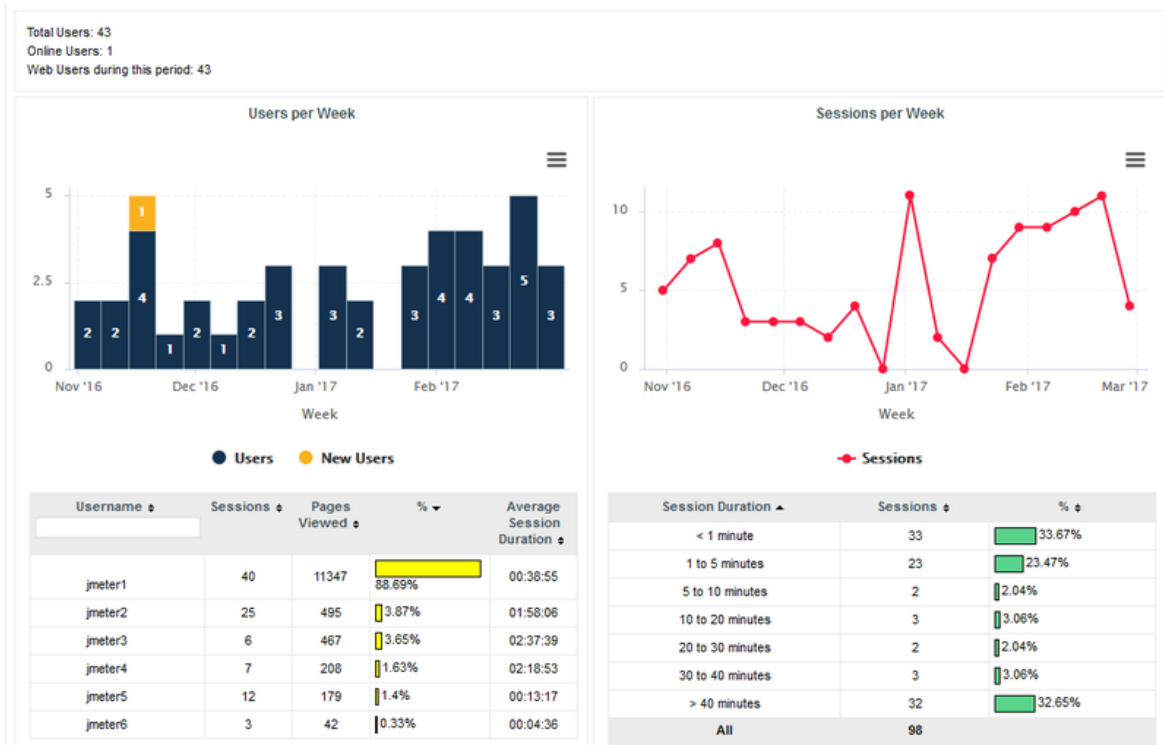 Total Users: 43
Online Users: 1
Web Users during this period: 43
Users per Week
5
2.5
0
2 2 4 1 1 2 1 2 3 3 2 3 4 4 3 5 3
Nov '16 Dec '16 Jan '17 Feb '17
Week
Users New Users
Username Sessions Pages Viewed % Average Session Duration
jmeter1 40 11347 88.69% 00:38:55
jmeter2 25 495 3.87% 01:58:06
jmeter3 6 467 3.65% 02:37:39
jmeter4 7 208 1.63% 02:18:53
jmeter5 12 179 1.4% 00:13:17
jmeter6 3 42 0.33% 00:04:36
Sessions per Week
10
5
0
Nov '16 Dec '16 Jan '17 Feb '17 Mar '17
Week
Sessions
Session Duration Sessions %
< 1 minute 33 33.67%
1 to 5 minutes 23 23.47%
5 to 10 minutes 2 2.04%
10 to 20 minutes 3 3.06%
20 to 30 minutes 2 2.04%
30 to 40 minutes 3 3.06%
> 40 minutes 32 32.65%
All 98